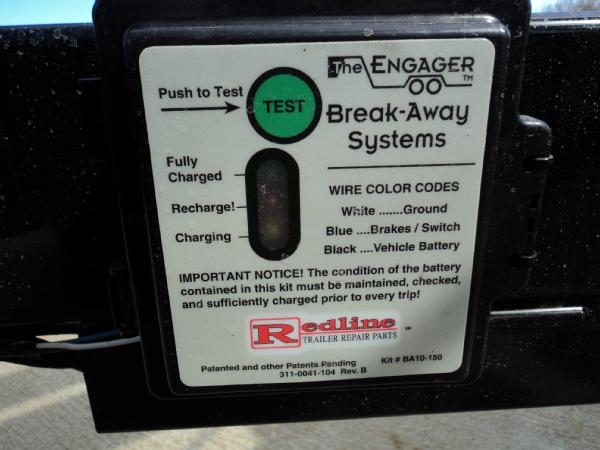 The ENGAGER TM
Push to Test
TEST
Break-Away
Systems
Fully
Charged
Recharge!
Charging
WIRE COLOR CODES
White .......Ground
Blue ....Brakes / Switch
Black ....Vehicle Battery
IMPORTANT NOTICE! The condition of the battery
contained in this kit must be maintained, checked,
and sufficiently charged prior to every trip!
Redline SM
TRAILER REPAIR PARTS
Patented and other Patents Pending
Kit # BA10-150
311-0041-104 Rev. B